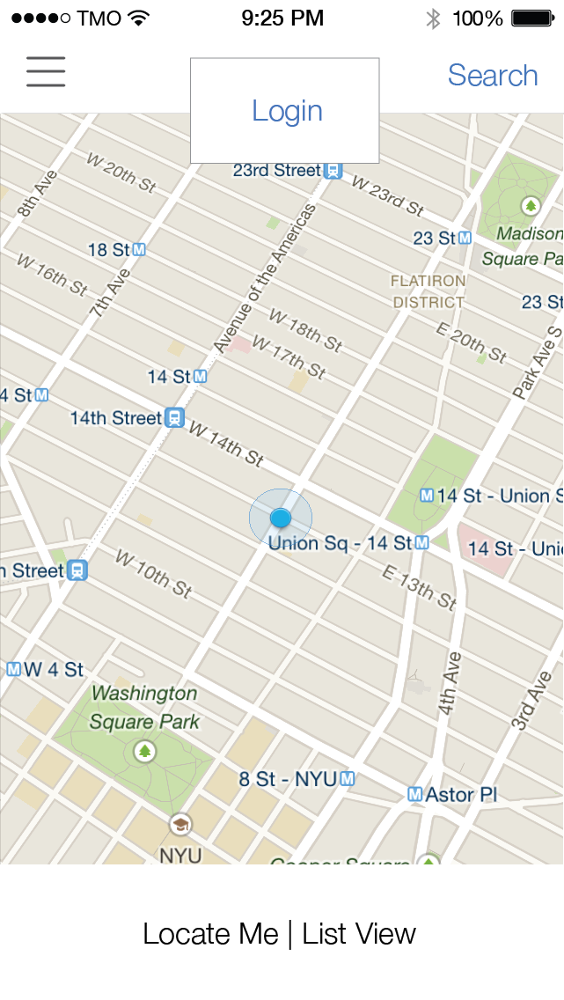 TMO 9:25 PM 100%
Login
Search
W 20th St
8th Ave
23rd Street
W 23rd St
18 St
23 St
Madison
Square Pa
W 16th St
7th Ave
Avenue of the Americas
FLATIRON
DISTRICT
23 St
W 18th St
E 20th St
W 17th St
Park Ave S
14 St
4 St
14th Street
W 14th St
14 St - Union S
Union Sq - 14 St
14 St - Unio
h Street
W 10th St
E 13th St
W 4 St
Washington
Square Park
4th Ave
3rd Ave
8 St - NYU
Astor Pl
NYU
Cooper Square
Locate Me | List View